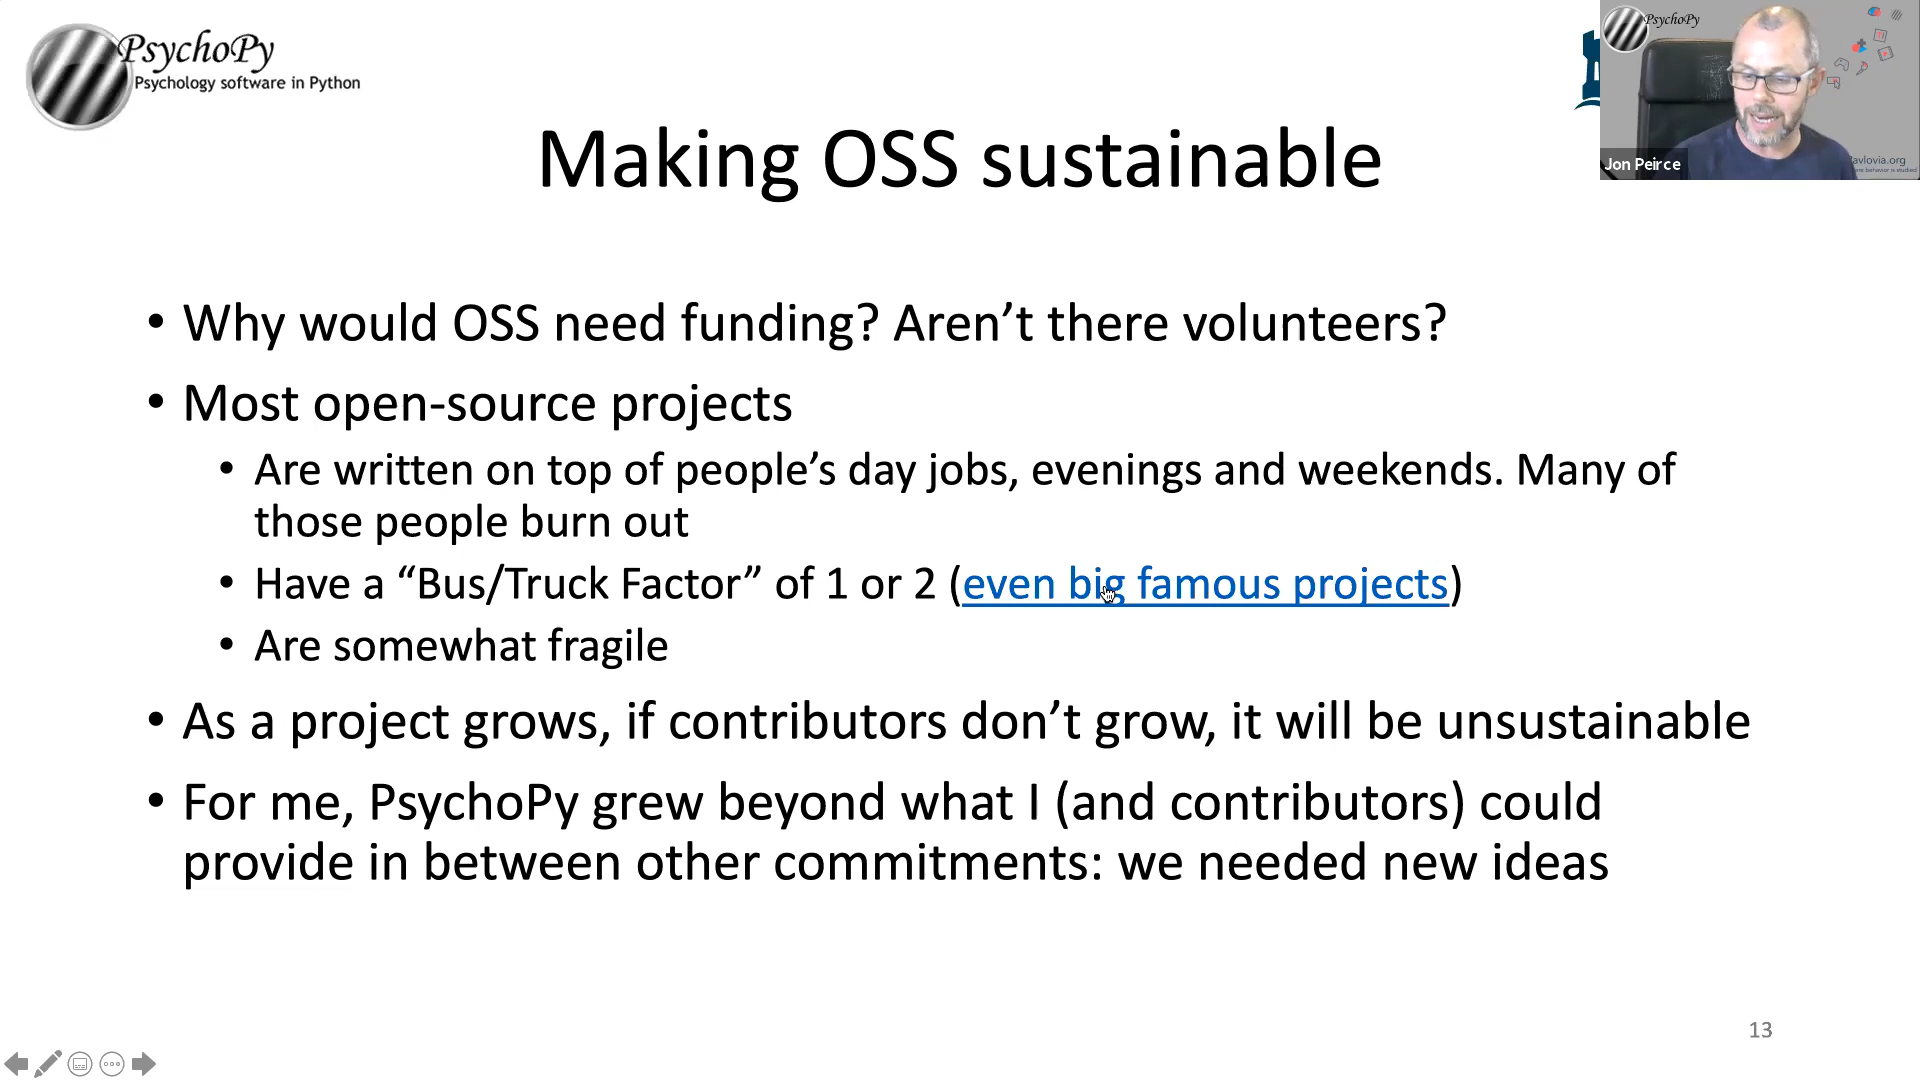 PsychoPy
Psychology software in Python
PsychoPy
Jon Peirce
avlovia.org
Making OSS sustainable
• Why would OSS need funding? Aren’t there volunteers?
• Most open-source projects
• Are written on top of people’s day jobs, evenings and weekends. Many of
those people burn out
• Have a “Bus/Truck Factor” of 1 or 2 (even big famous projects)
• Are somewhat fragile
• As a project grows, if contributors don’t grow, it will be unsustainable
• For me, PsychoPy grew beyond what I (and contributors) could
provide in between other commitments: we needed new ideas
13